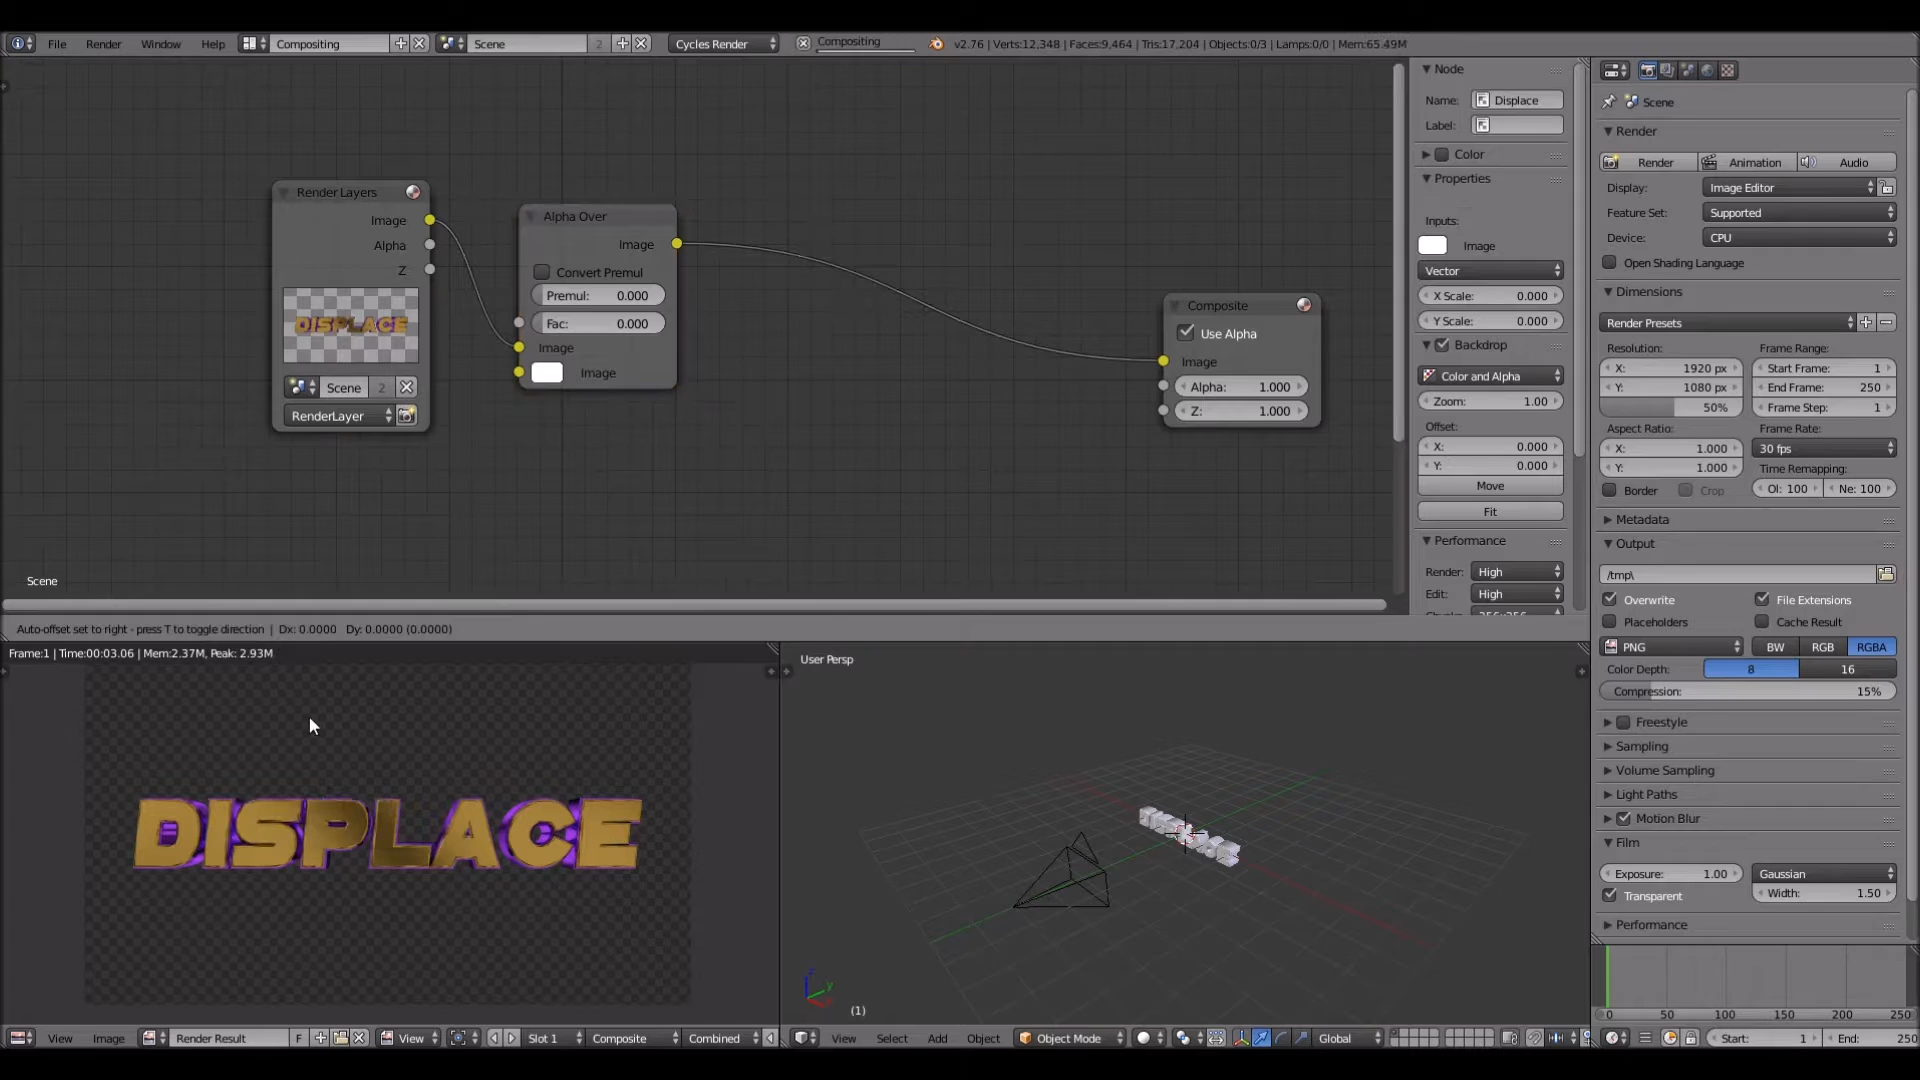 File Render Window Help Compositing Scene 2 Cycles Render Compositing v2.76 | Verts:12,348 | Faces:9,464 | Tris:17,204 | Objects:0/3 | Lamps:0/0 | Mem:65.49M
Render Layers
Image
Alpha
Z
DISPLACE
Scene 2
RenderLayer
Alpha Over
Image
Convert Premul
Premul: 0.000
Fac: 0.000
Image
Image
Composite
Use Alpha
Image
Alpha: 1.000
Z: 1.000
Scene
Node
Name: Displace
Label:
Color
Properties
Inputs:
Image
Vector
X Scale: 0.000
Y Scale: 0.000
Backdrop
Color and Alpha
Zoom: 1.00
Offset:
X: 0.000
Y: 0.000
Move
Fit
Performance
Render: High
Edit: High
Scene
Render
Render Animation Audio
Display: Image Editor
Feature Set: Supported
Device: CPU
Open Shading Language
Dimensions
Render Presets
Resolution: Frame Range:
X: 1920 px Start Frame: 1
Y: 1080 px End Frame: 250
50% Frame Step: 1
Aspect Ratio: Frame Rate:
X: 1.000 30 fps
Y: 1.000 Time Remapping:
Border Crop Ol: 100 Ne: 100
Metadata
Output
/tmp\
Overwrite File Extensions
Placeholders Cache Result
PNG BW RGB RGBA
Color Depth: 8 16
Compression: 15%
Freestyle
Sampling
Volume Sampling
Light Paths
Motion Blur
Film
Exposure: 1.00 Gaussian
Transparent Width: 1.50
Performance
0 50 100 150 200 250
Start: 1 End: 250
Auto-offset set to right - press T to toggle direction | Dx: 0.0000 Dy: 0.0000 (0.0000)
Frame:1 | Time:00:03.06 | Mem:2.37M, Peak: 2.93M
DISPLACE
View Image Render Result F View Slot 1 Composite Combined
User Persp
z
y
(1)
View Select Add Object Object Mode Global